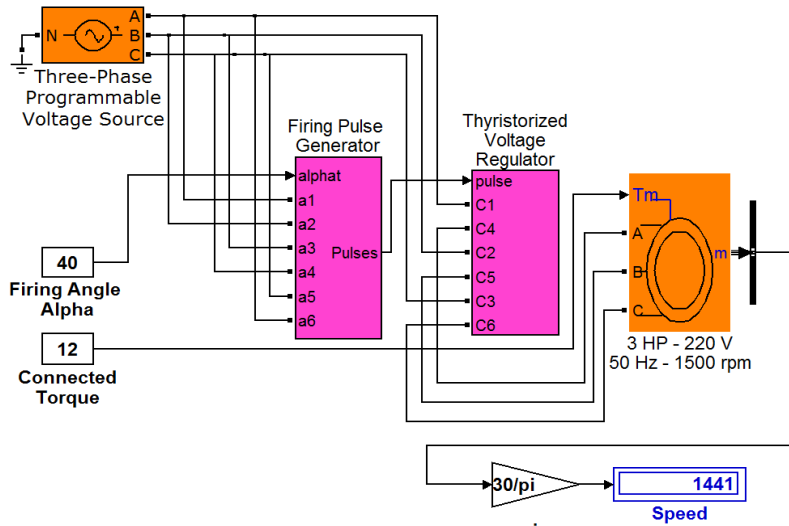 A
N
B
C
Three-Phase
Programmable
Voltage Source
Firing Pulse
Generator
alphat
a1
a2
a3
a4
a5
a6
Pulses
Thyristorized
Voltage
Regulator
pulse
C1
C4
C2
C5
C3
C6
Tm
A
B
C
m
3 HP - 220 V
50 Hz - 1500 rpm
40
Firing Angle
Alpha
12
Connected
Torque
30/pi
1441
Speed